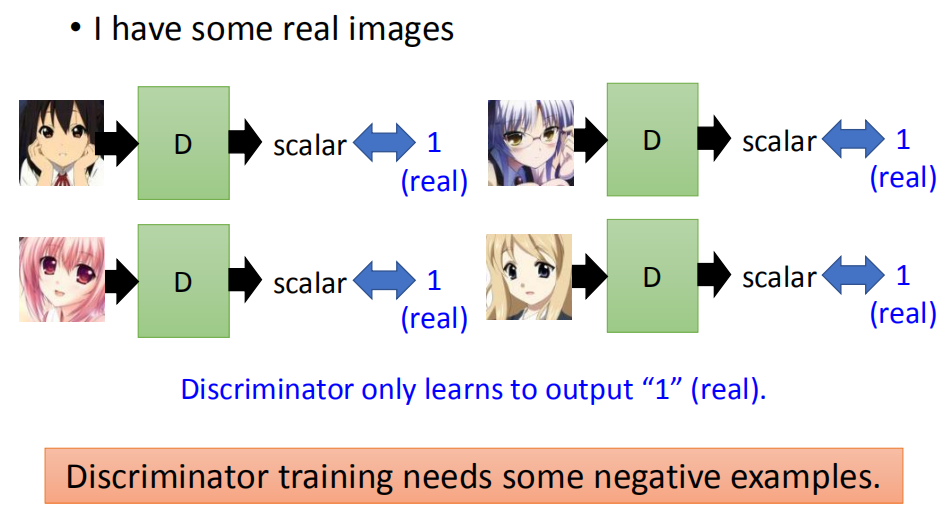 • I have some real images
D scalar 1 D scalar 1
(real) (real)
D scalar 1 D scalar 1
(real) (real)
Discriminator only learns to output “1” (real).
Discriminator training needs some negative examples.